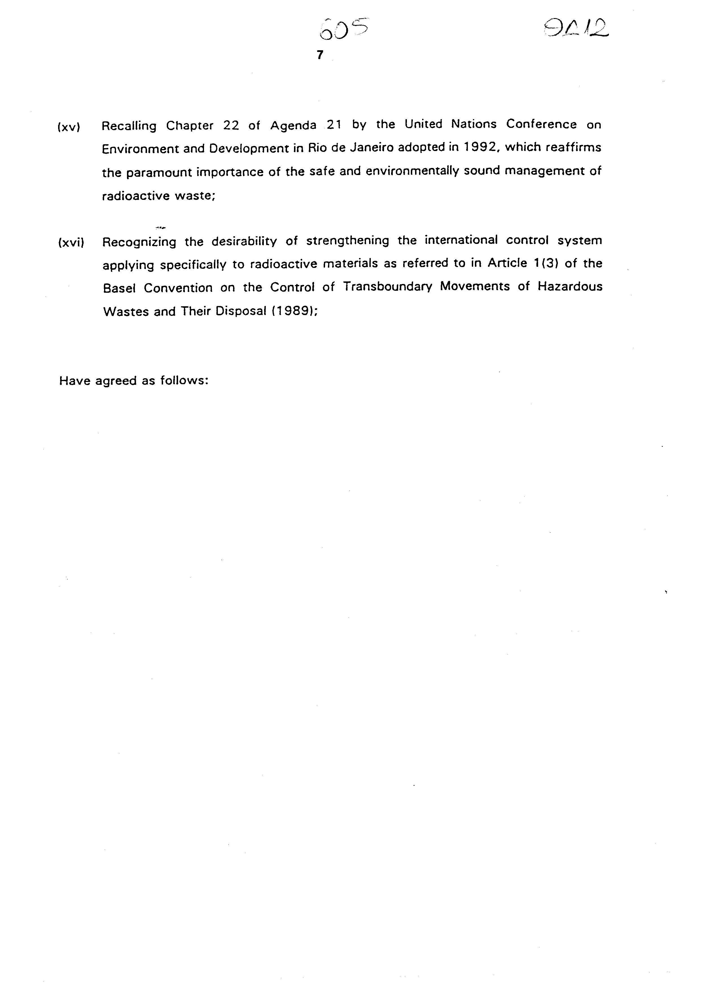 605
7
(xv) Recalling Chapter 22 of Agenda 21 by the United Nations Conference on
Environment and Development in Rio de Janeiro adopted in 1992, which reaffirms
the paramount importance of the safe and environmentally sound management of
radioactive waste;
(xvi) Recognizing the desirability of strengthening the international control system
applying specifically to radioactive materials as referred to in Article 1(3) of the
Basel Convention on the Control of Transboundary Movements of Hazardous
Wastes and Their Disposal (1989);
Have agreed as follows: